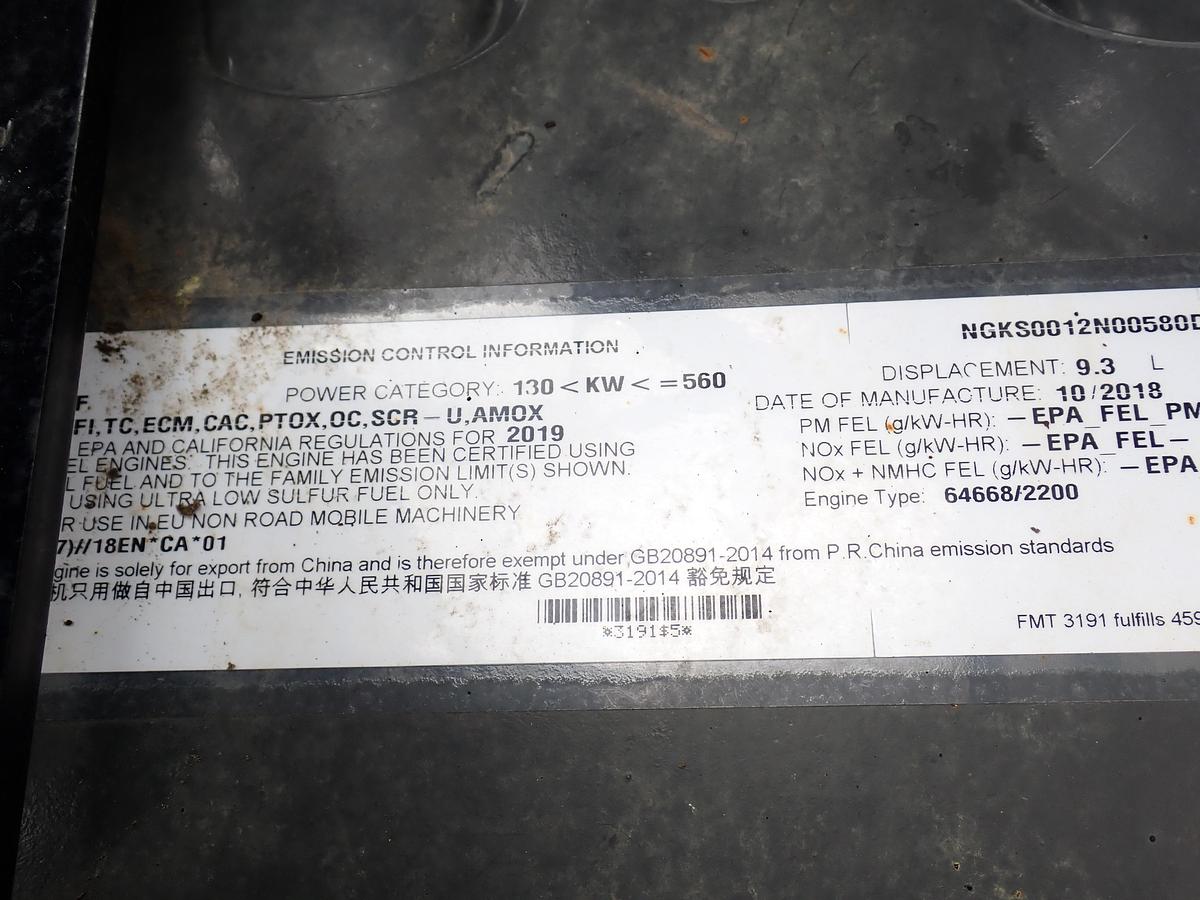 EMISSION CONTROL INFORMATION
POWER CATEGORY: 130 < KW < = 560
F.
FI, TC, ECM, CAC, PTOX, OC, SCR – U, AMOX
EPA AND CALIFORNIA REGULATIONS FOR 2019
EL ENGINES. THIS ENGINE HAS BEEN CERTIFIED USING
L FUEL AND TO THE FAMILY EMISSION LIMIT(S) SHOWN.
USING ULTRA LOW SULFUR FUEL ONLY.
R USE IN EU NON ROAD MOBILE MACHINERY
7)//18EN*CA*01
gine is solely for export from China and is therefore exempt under GB20891-2014 from P.R.China emission standards
机只用做自中国出口, 符合中华人民共和国国家标准 GB20891-2014 豁免规定
*3191$5*
NGKS0012N00580D
DISPLACEMENT: 9.3 L
DATE OF MANUFACTURE: 10/2018
PM FEL (g/kW-HR): –EPA_FEL_PM
NOx FEL (g/kW-HR): –EPA_FEL–
NOx + NMHC FEL (g/kW-HR): –EPA
Engine Type: 64668/2200
FMT 3191 fulfills 459